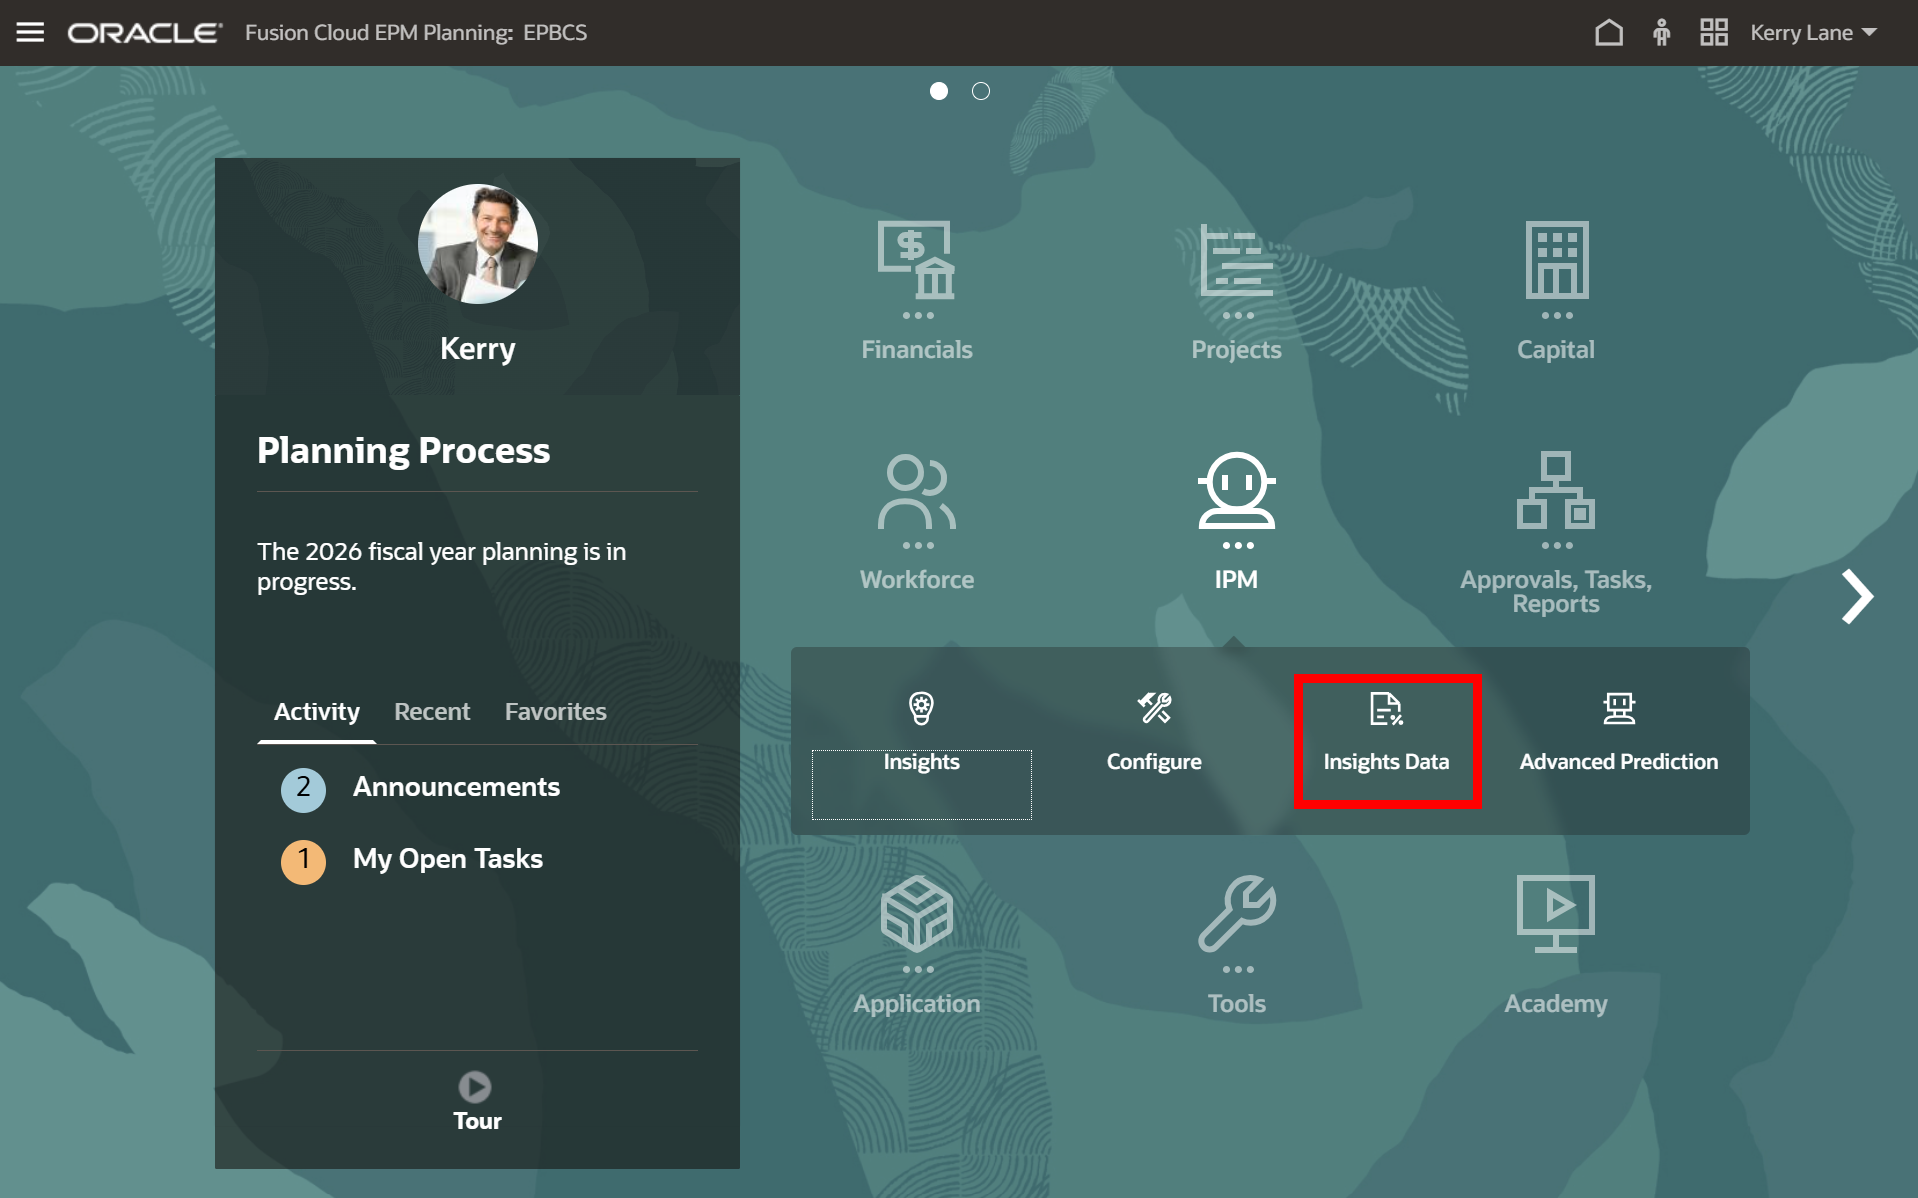 ORACLE Fusion Cloud EPM Planning: EPBCS
Kerry Lane
Kerry
Planning Process
The 2026 fiscal year planning is in
progress.
Activity Recent Favorites
2 Announcements
1 My Open Tasks
Tour
Financials Projects Capital
Workforce IPM Approvals, Tasks,
Reports
Insights Configure Insights Data Advanced Prediction
Application Tools Academy